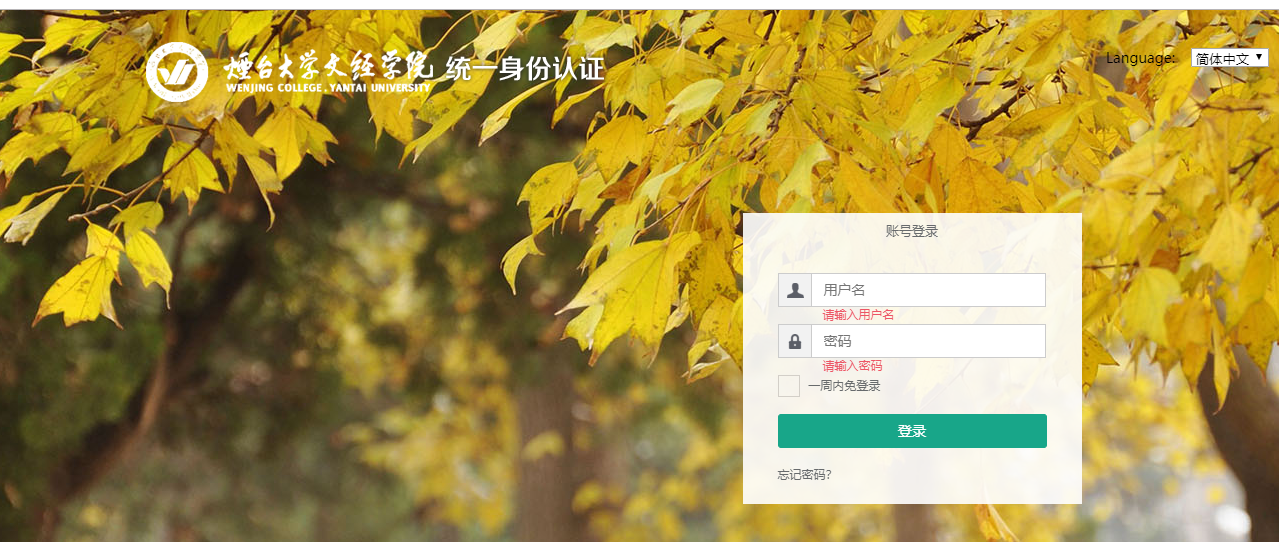 煙台大学文经学院 统一身份认证
WENJING COLLEGE , YANTAI UNIVERSITY
Language: 简体中文
账号登录
用户名
请输入用户名
密码
请输入密码
一周内免登录
登录
忘记密码?